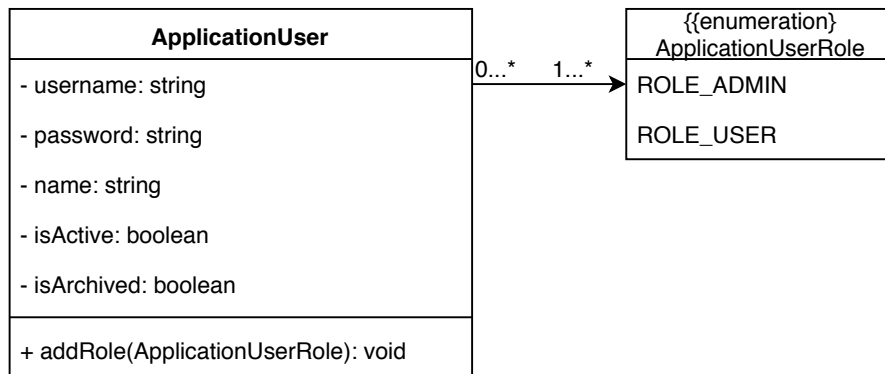 ApplicationUser
- username: string
- password: string
- name: string
- isActive: boolean
- isArchived: boolean
+ addRole(ApplicationUserRole): void
0...* 1...*
{{enumeration}
ApplicationUserRole
ROLE_ADMIN
ROLE_USER